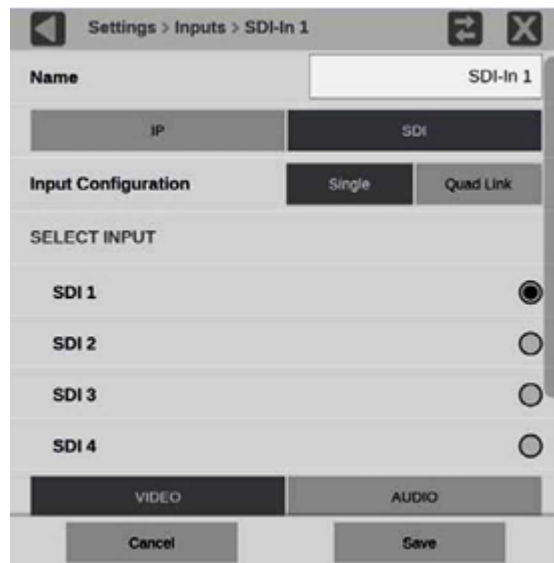 Settings > Inputs > SDI-In 1
Name SDI-In 1
IP SDI
Input Configuration Single Quad Link
SELECT INPUT
SDI 1
SDI 2
SDI 3
SDI 4
VIDEO AUDIO
Cancel Save